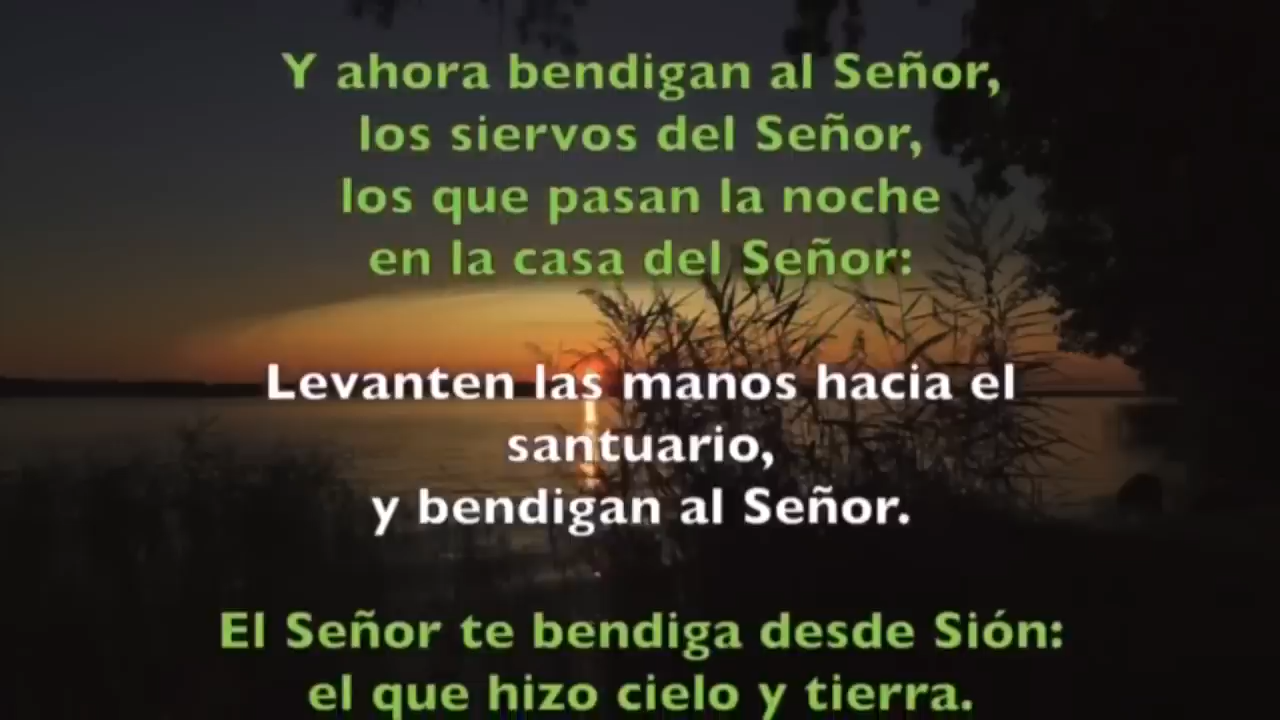 Y ahora bendigan al Señor,
los siervos del Señor,
los que pasan la noche
en la casa del Señor:
Levanten las manos hacia el
santuario,
y bendigan al Señor.
El Señor te bendiga desde Sión:
el que hizo cielo y tierra.